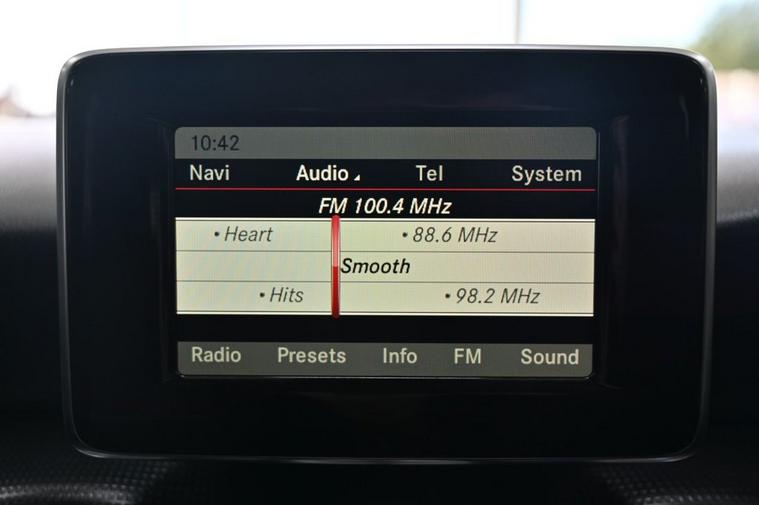 10:42
Navi Audio Tel System
FM 100.4 MHz
• Heart • 88.6 MHz
Smooth
• Hits • 98.2 MHz
Radio Presets Info FM Sound